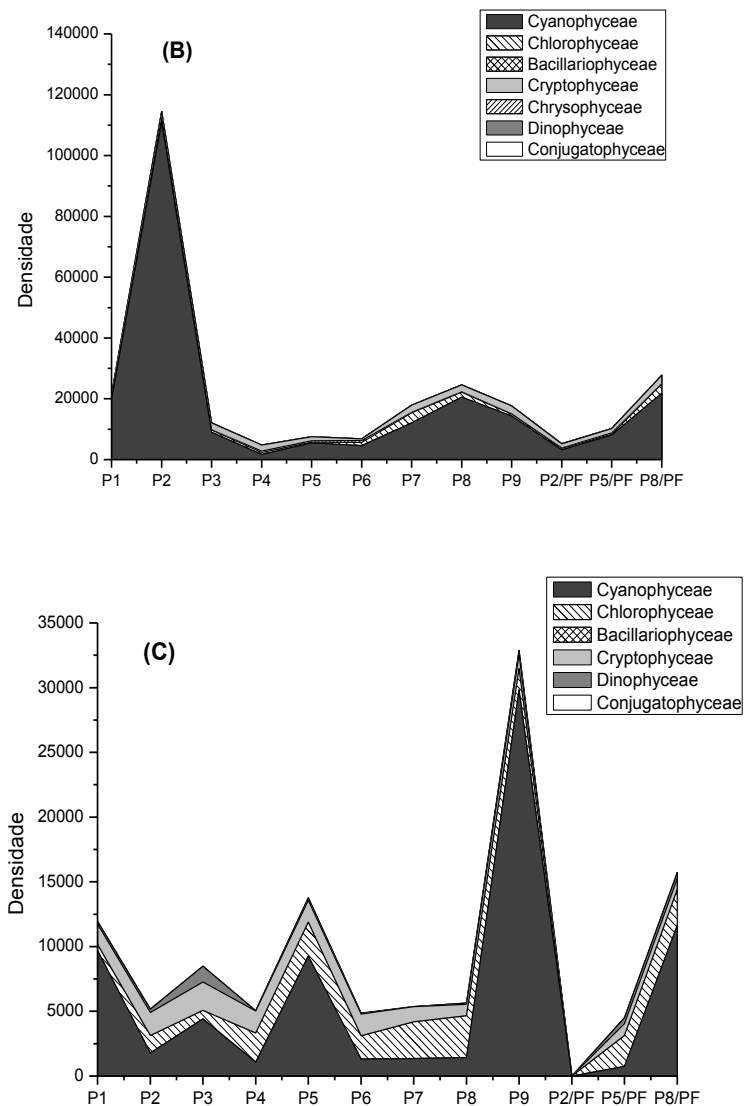 (B)
Cyanophyceae
Chlorophyceae
Bacillariophyceae
Cryptophyceae
Chrysophyceae
Dinophyceae
Conjugatophyceae
140000
120000
100000
80000
60000
40000
20000
0
Densidade
P1 P2 P3 P4 P5 P6 P7 P8 P9 P2/PF P5/PF P8/PF
(C)
Cyanophyceae
Chlorophyceae
Bacillariophyceae
Cryptophyceae
Dinophyceae
Conjugatophyceae
35000
30000
25000
20000
15000
10000
5000
0
Densidade
P1 P2 P3 P4 P5 P6 P7 P8 P9 P2/PF P5/PF P8/PF